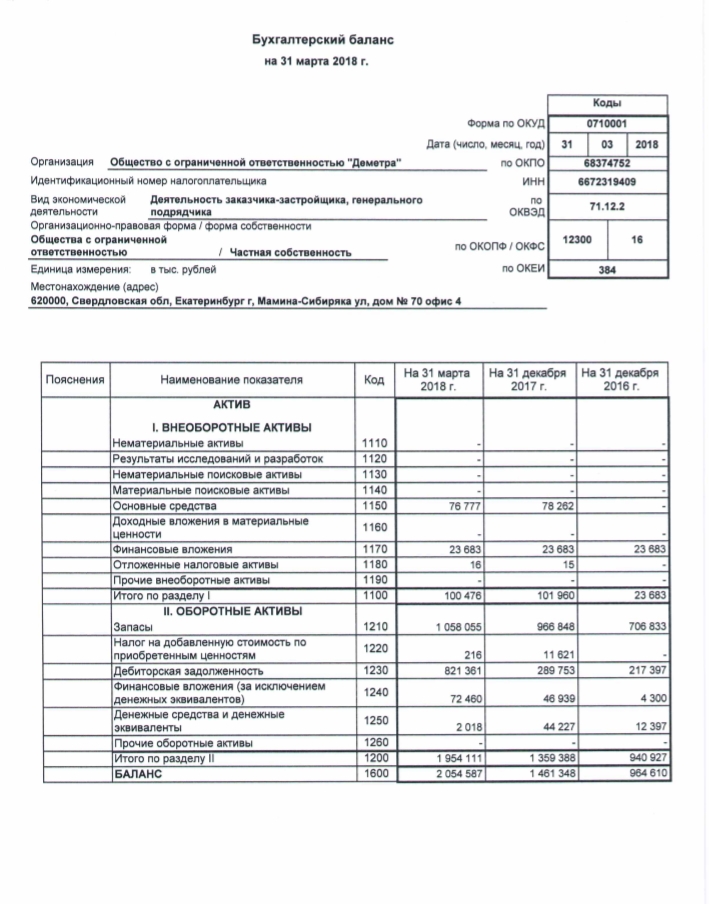 Бухгалтерский баланс
на 31 марта 2018 г.
Коды
Форма по ОКУД 0710001
Дата (число, месяц, год) 31 03 2018
Организация Общество с ограниченной ответственностью "Деметра" по ОКПО 68374752
Идентификационный номер налогоплательщика ИНН 6672319409
Вид экономической деятельности Деятельность заказчика-застройщика, генерального подрядчика по ОКВЭД 71.12.2
Организационно-правовая форма / форма собственности
Общества с ограниченной ответственностью / Частная собственность по ОКОПФ / ОКФС 12300 16
Единица измерения: в тыс. рублей по ОКЕИ 384
Местонахождение (адрес)
620000, Свердловская обл, Екатеринбург г, Мамина-Сибиряка ул, дом № 70 офис 4
Пояснения Наименование показателя Код На 31 марта 2018 г. На 31 декабря 2017 г. На 31 декабря 2016 г.
АКТИВ
I. ВНЕОБОРОТНЫЕ АКТИВЫ
Нематериальные активы 1110 - - -
Результаты исследований и разработок 1120 - - -
Нематериальные поисковые активы 1130 - - -
Материальные поисковые активы 1140 - - -
Основные средства 1150 76 777 78 262 -
Доходные вложения в материальные ценности 1160 - - -
Финансовые вложения 1170 23 683 23 683 23 683
Отложенные налоговые активы 1180 16 15 -
Прочие внеоборотные активы 1190 - - -
Итого по разделу I 1100 100 476 101 960 23 683
II. ОБОРОТНЫЕ АКТИВЫ
Запасы 1210 1 058 055 966 848 706 833
Налог на добавленную стоимость по приобретенным ценностям 1220 216 11 621 -
Дебиторская задолженность 1230 821 361 289 753 217 397
Финансовые вложения (за исключением денежных эквивалентов) 1240 72 460 46 939 4 300
Денежные средства и денежные эквиваленты 1250 2 018 44 227 12 397
Прочие оборотные активы 1260 - - -
Итого по разделу II 1200 1 954 111 1 359 388 940 927
БАЛАНС 1600 2 054 587 1 461 348 964 610